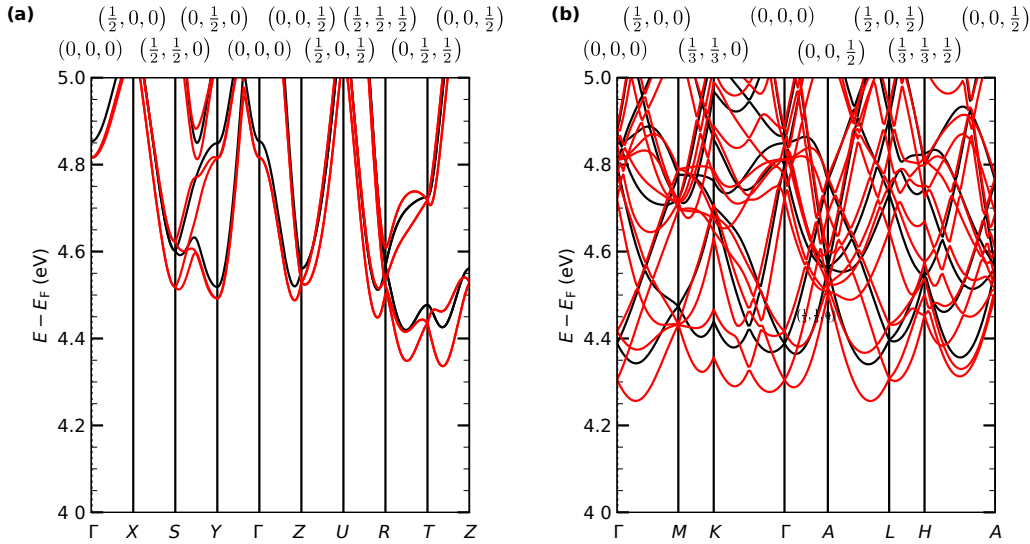 (a)
(1/2, 0, 0) (0, 1/2, 0) (0, 0, 1/2) (1/2, 1/2, 1/2) (0, 0, 1/2)
(0, 0, 0) (1/2, 1/2, 0) (0, 0, 0) (1/2, 0, 1/2) (0, 1/2, 1/2)
5.0
4.8
4.6
4.4
4.2
4 0
E − E_F (eV)
Γ X S Y Γ Z U R T Z
(b)
(1/2, 0, 0) (0, 0, 0) (1/2, 0, 1/2) (0, 0, 1/2)
(0, 0, 0) (1/3, 1/3, 0) (0, 0, 1/2) (1/3, 1/3, 1/2)
5.0
4.8
4.6
4.4
4.2
4 0
E − E_F (eV)
Γ M K Γ A L H A